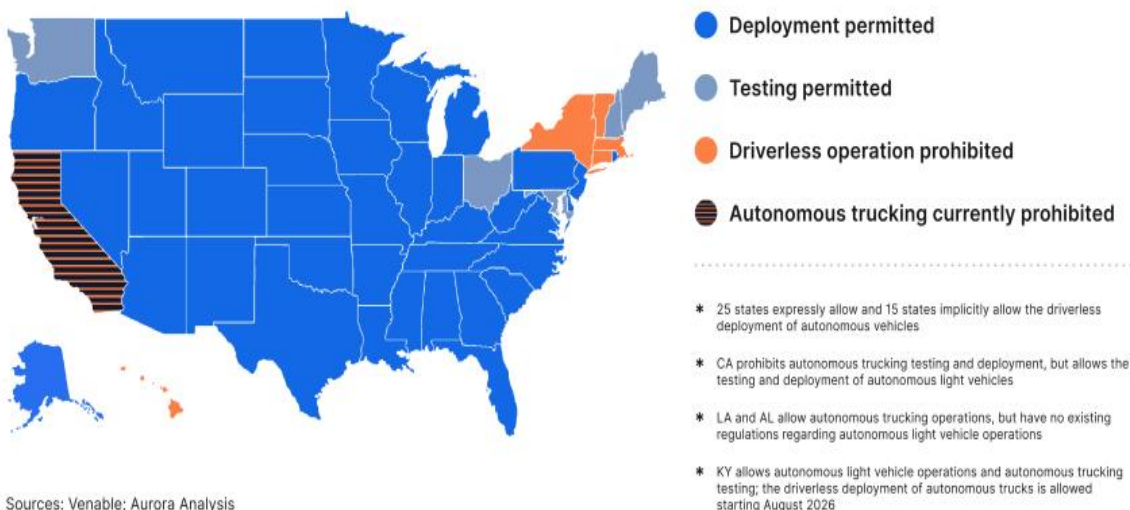 Deployment permitted
Testing permitted
Driverless operation prohibited
Autonomous trucking currently prohibited
* 25 states expressly allow and 15 states implicitly allow the driverless
deployment of autonomous vehicles
* CA prohibits autonomous trucking testing and deployment, but allows the
testing and deployment of autonomous light vehicles
* LA and AL allow autonomous trucking operations, but have no existing
regulations regarding autonomous light vehicle operations
* KY allows autonomous light vehicle operations and autonomous trucking
testing; the driverless deployment of autonomous trucks is allowed
starting August 2026
Sources: Venable; Aurora Analysis